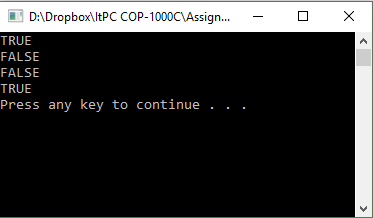 D:\Dropbox\ItPC COP-1000C\Assign...
TRUE
FALSE
FALSE
TRUE
Press any key to continue . . .